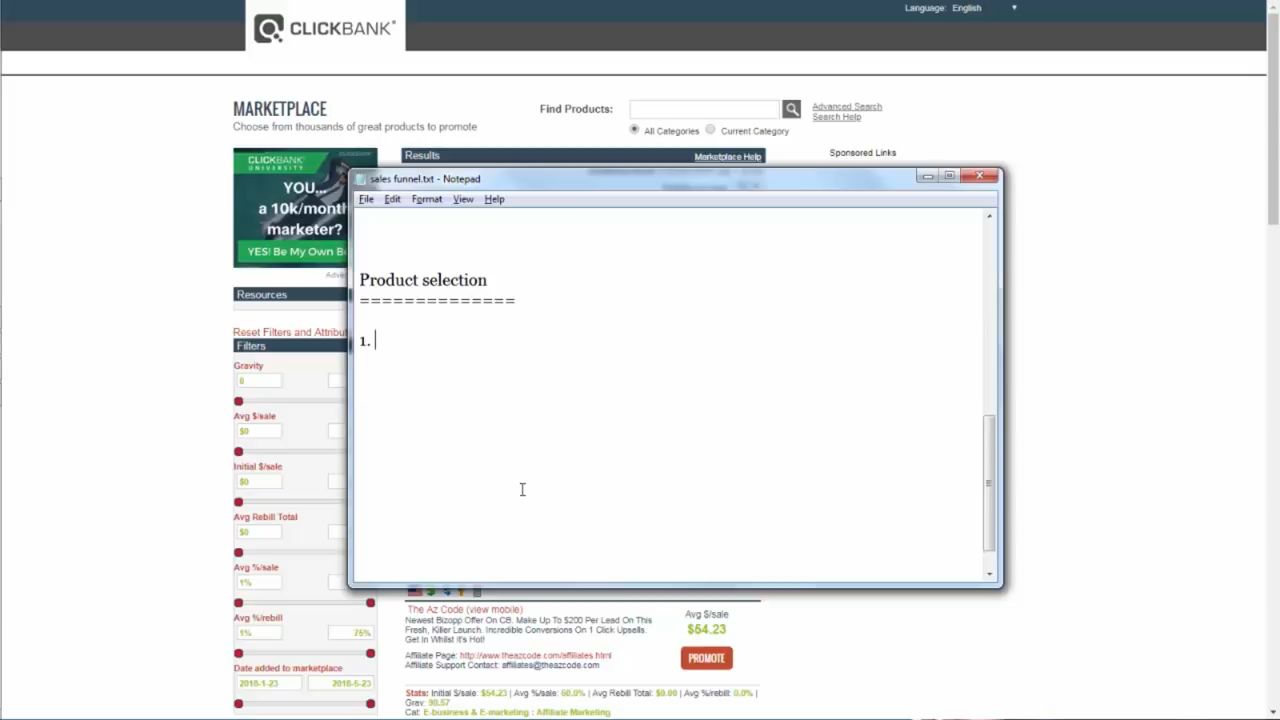 Language: English
CLICKBANK
MARKETPLACE
Choose from thousands of great products to promote
Find Products:
Advanced Search
Search Help
All Categories Current Category
Results Marketplace Help
Sponsored Links
CLICKBANK
UNIVERSITY
YOU...
a 10k/month
marketer?
YES! Be My Own B
Adve
Resources
Reset Filters and Attribut
Filters
Gravity
0
Avg $/sale
$0
Initial $/sale
$0
Avg Rebill Total
$0
Avg %/sale
1%
Avg %/rebill
1% 75%
Date added to marketplace
2018-1-23 2018-5-23
sales funnel.txt - Notepad
File Edit Format View Help
Product selection
==============
1.
The Az Code (view mobile)
Newest Bizopp Offer On CB. Make Up To $200 Per Lead On This
Fresh, Killer Launch. Incredible Conversions On 1 Click Upsells.
Get In Whilst It's Hot!
Affiliate Page: http://www.theazcode.com/affiliates.html
Affiliate Support Contact: affiliates@theazcode.com
Avg $/sale
$54.23
PROMOTE
Stats: Initial $/sale: $54.23 | Avg %/sale: 60.0% | Avg Rebill Total: $0.00 | Avg %/rebill: 0.0% |
Grav: 90.57
Cat: E-business & E-marketing : Affiliate Marketing